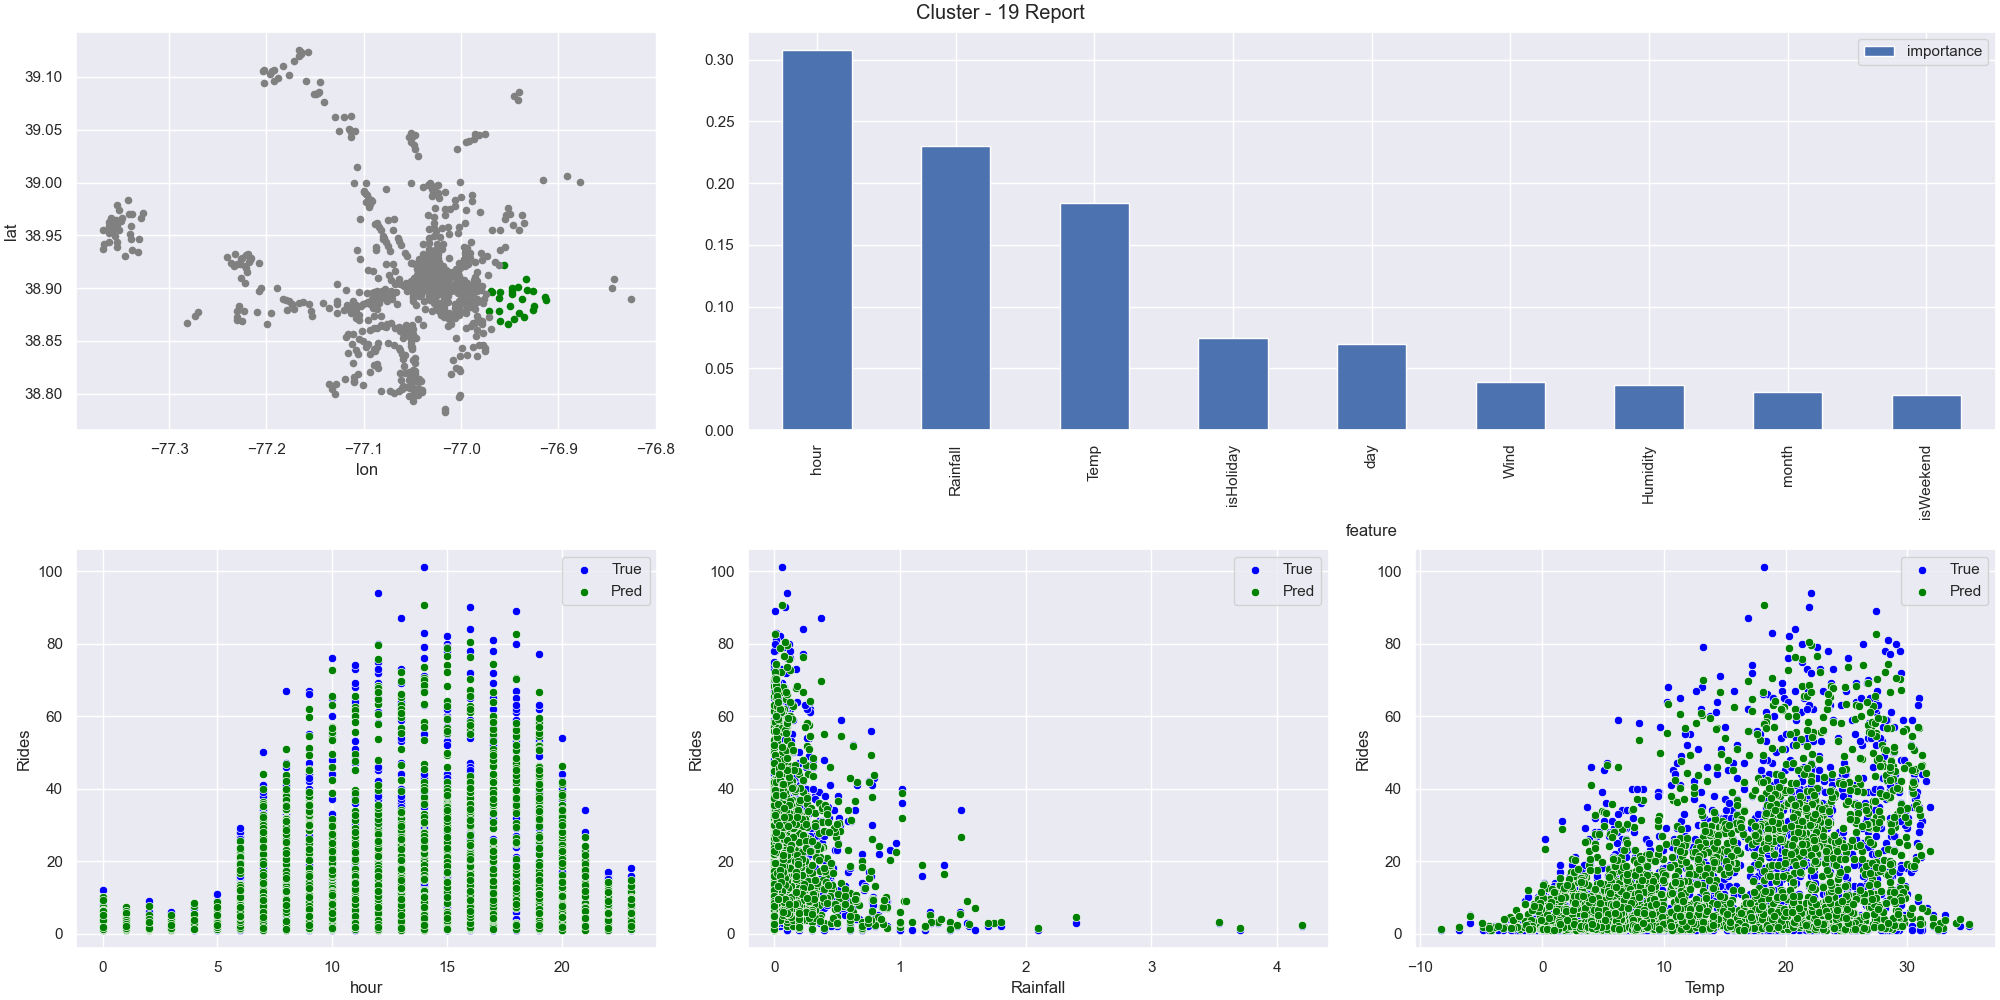 Cluster - 19 Report
39.10
39.05
39.00
38.95
38.90
38.85
38.80
lat
−77.3 −77.2 −77.1 −77.0 −76.9 −76.8
lon
importance
0.30
0.25
0.20
0.15
0.10
0.05
0.00
hour Rainfall Temp isHoliday day Wind Humidity month isWeekend
feature
True
Pred
100
80
60
40
20
0
Rides
0 5 10 15 20
hour
True
Pred
100
80
60
40
20
0
Rides
0 1 2 3 4
Rainfall
True
Pred
100
80
60
40
20
0
Rides
−10 0 10 20 30
Temp